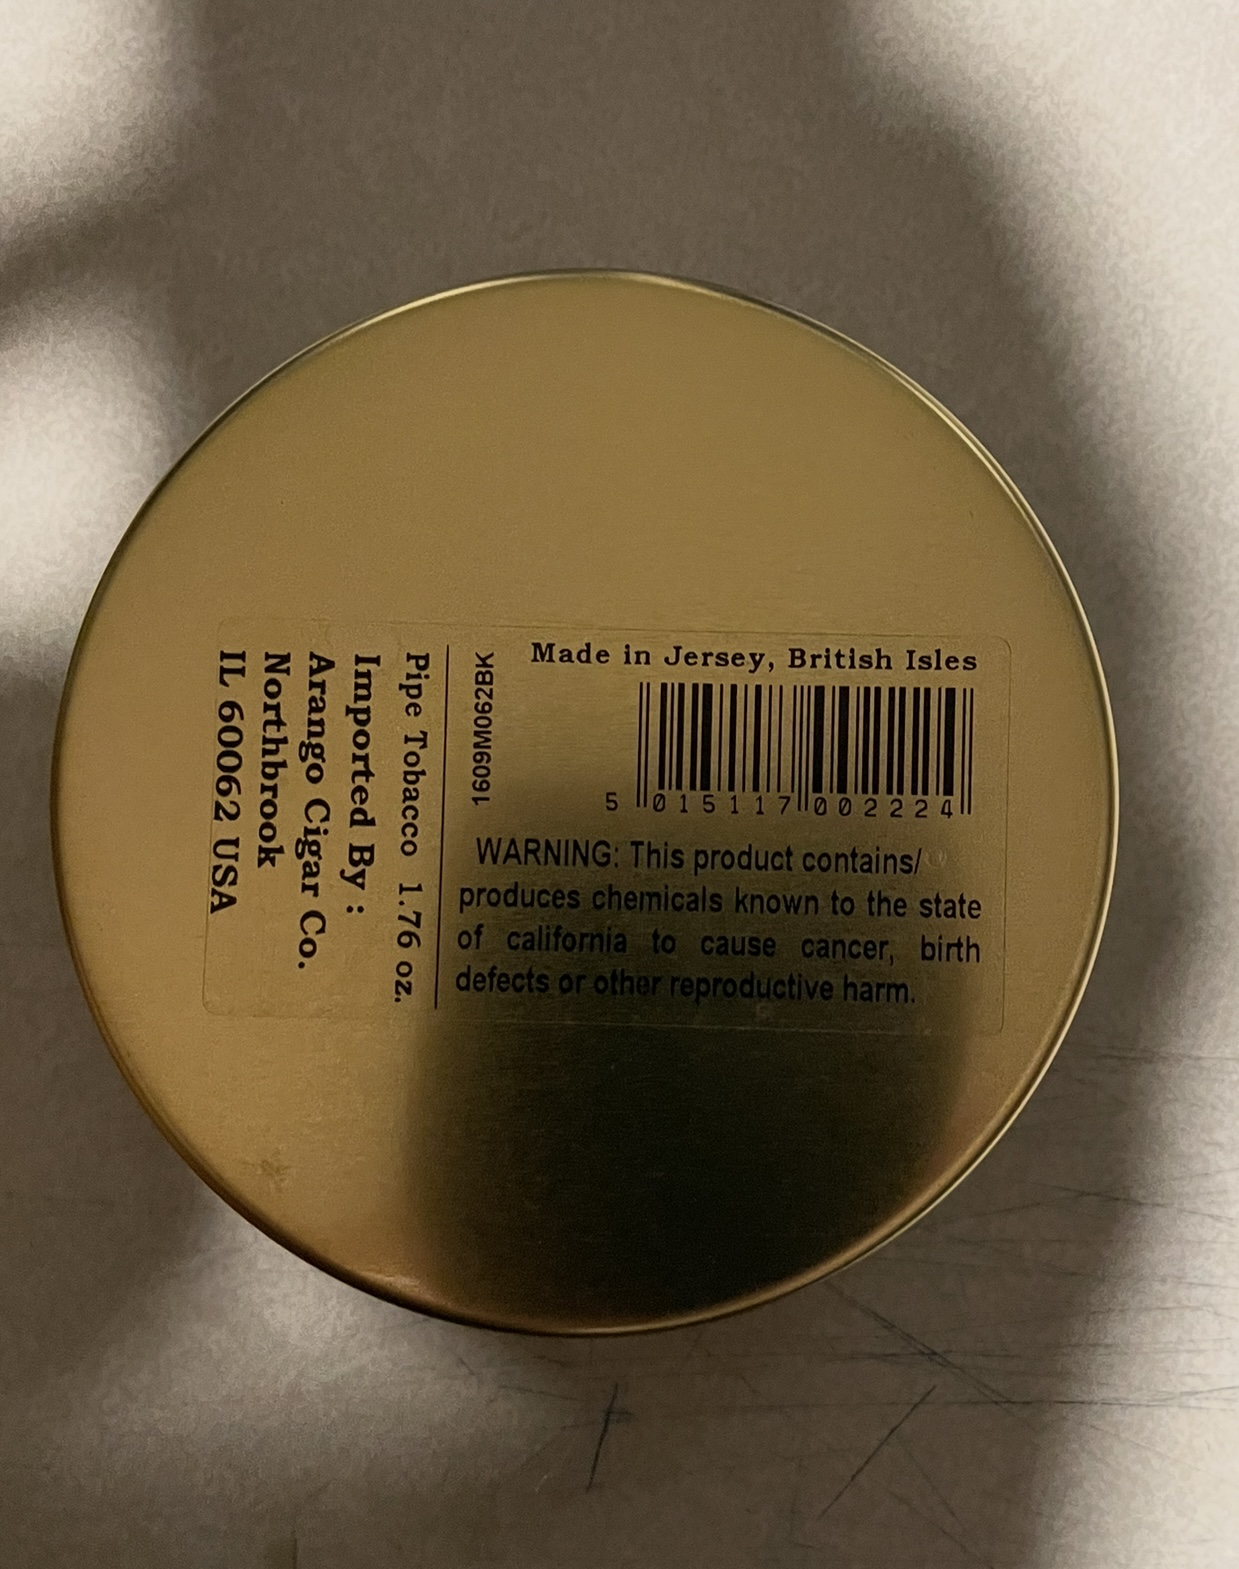 Made in Jersey, British Isles
5 015117 002224
WARNING: This product contains/
produces chemicals known to the state
of california to cause cancer, birth
defects or other reproductive harm.
1609M062BK
Pipe Tobacco 1.76 oz.
Imported By :
Arango Cigar Co.
Northbrook
IL 60062 USA